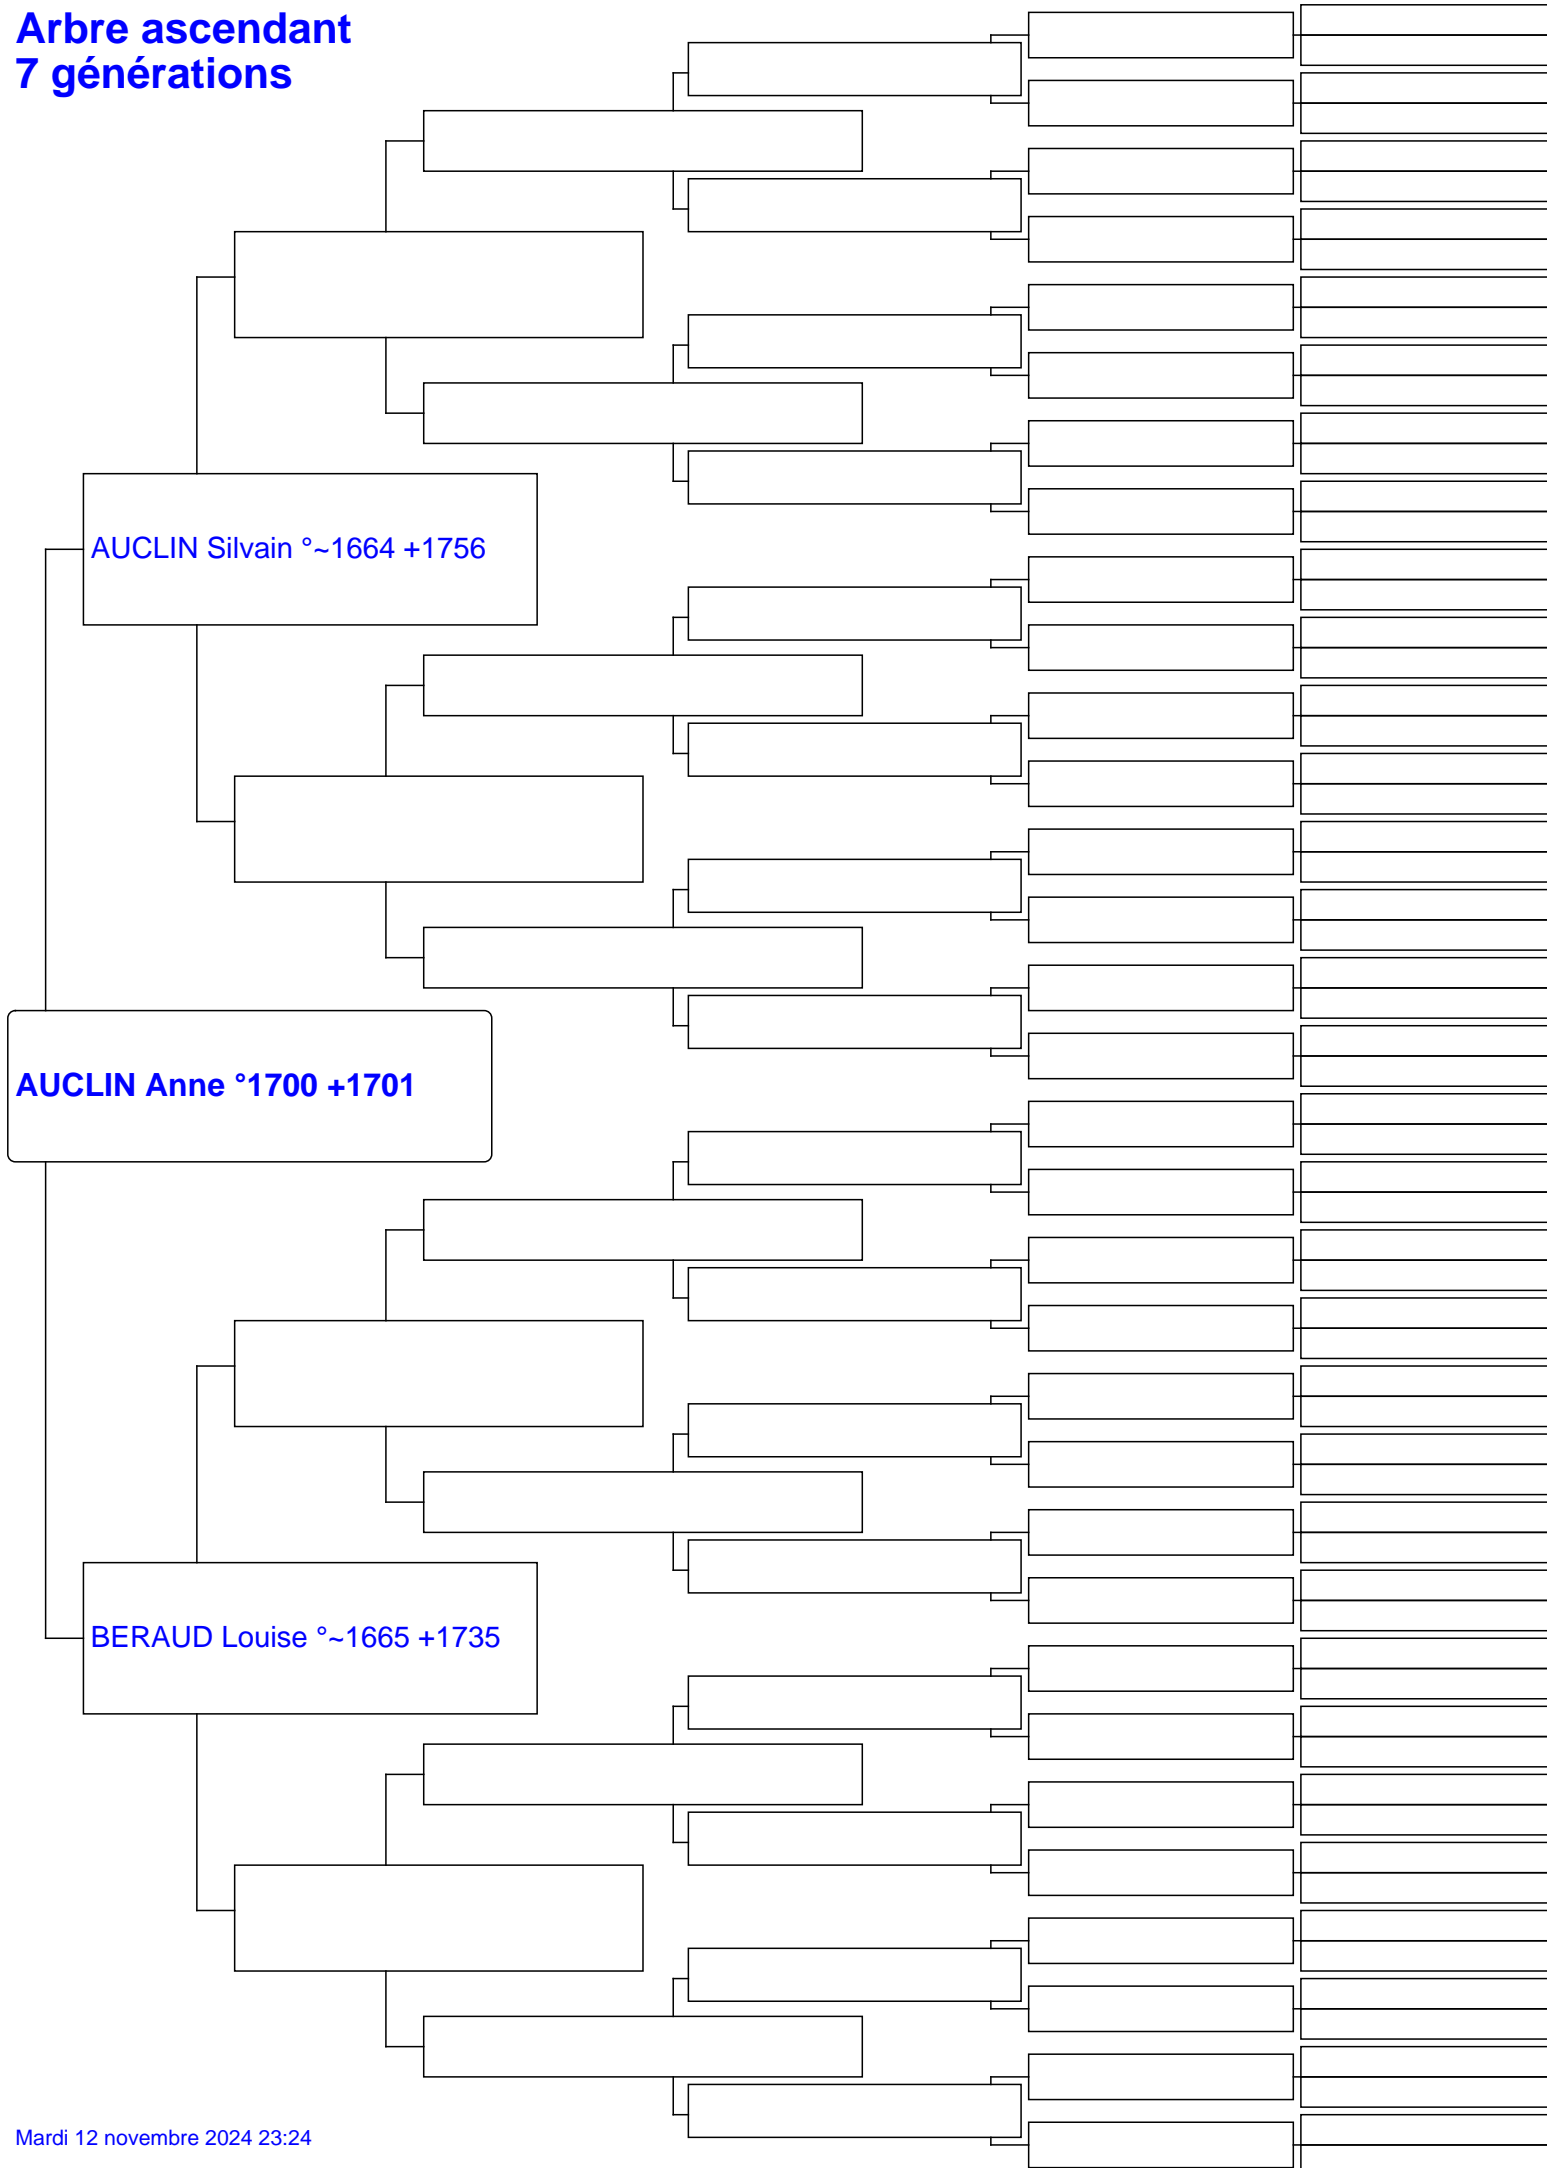 Arbre ascendant
7 générations
AUCLIN Silvain °~1664 +1756
AUCLIN Anne °1700 +1701
BERAUD Louise °~1665 +1735
Mardi 12 novembre 2024 23:24